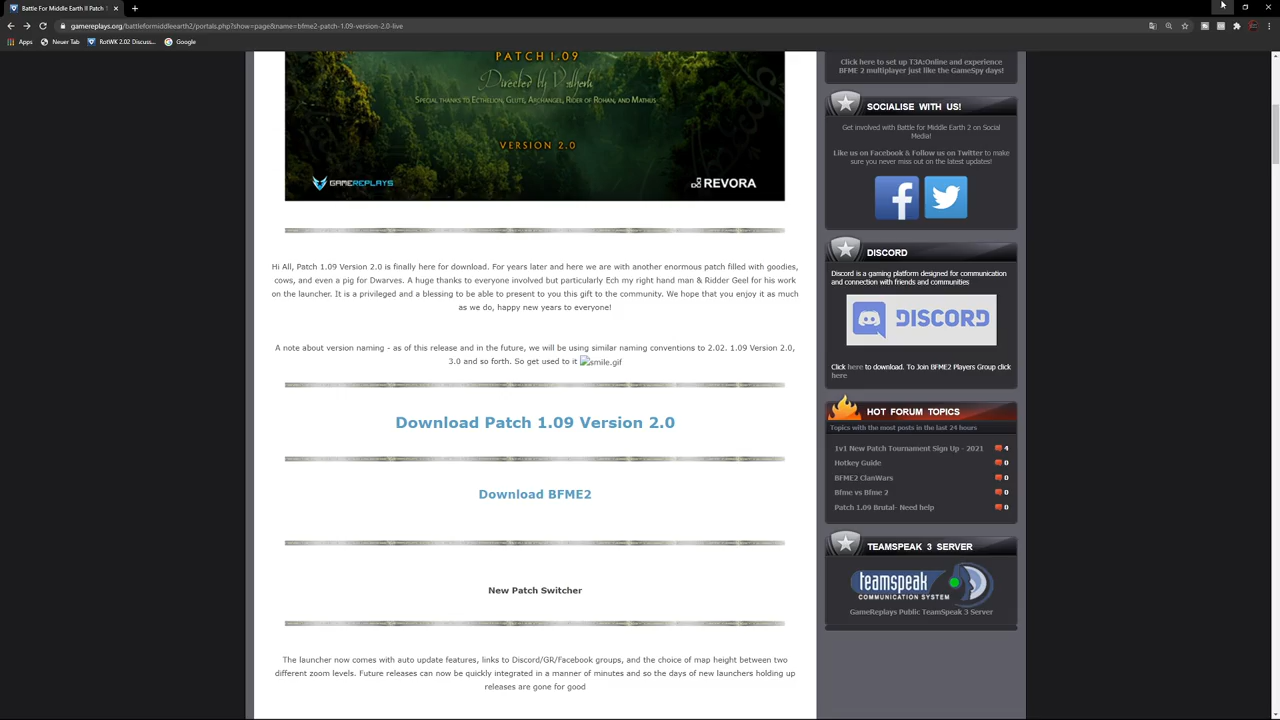 Battle For Middle Earth II Patch 1
gamereplays.org/battleformiddleearth2/portals.php?show=page&name=bfme2-patch-1.09-version-2.0-live
Apps
Neuer Tab
RotWK 2.02 Discuss...
Google
PATCH 1.09
Directed by
SPECIAL THANKS TO ECTHELION, GLUTE, ARCHANGEL, RIDER OF ROHAN, AND MATHUS
VERSION 2.0
GAMEREPLAYS
REVORA
Hi All, Patch 1.09 Version 2.0 is finally here for download. For years later and here we are with another enormous patch filled with goodies,
cows, and even a pig for Dwarves. A huge thanks to everyone involved but particularly Ech my right hand man & Ridder Geel for his work
on the launcher. It is a privileged and a blessing to be able to present to you this gift to the community. We hope that you enjoy it as much
as we do, happy new years to everyone!
A note about version naming - as of this release and in the future, we will be using similar naming conventions to 2.02. 1.09 Version 2.0,
3.0 and so forth. So get used to it smile.gif
Download Patch 1.09 Version 2.0
Download BFME2
New Patch Switcher
The launcher now comes with auto update features, links to Discord/GR/Facebook groups, and the choice of map height between two
different zoom levels. Future releases can now be quickly integrated in a manner of minutes and so the days of new launchers holding up
releases are gone for good
Click here to set up T3A:Online and experience
BFME 2 multiplayer just like the GameSpy days!
SOCIALISE WITH US!
Get involved with Battle for Middle Earth 2 on Social
Media!
Like us on Facebook & Follow us on Twitter to make
sure you never miss out on the latest updates!
DISCORD
Discord is a gaming platform designed for communication
and connection with friends and communities
DISCORD
Click here to download. To Join BFME2 Players Group click
here
HOT FORUM TOPICS
Topics with the most posts in the last 24 hours
1v1 New Patch Tournament Sign Up - 2021 4
Hotkey Guide 0
BFME2 ClanWars 0
Bfme vs Bfme 2 0
Patch 1.09 Brutal- Need help 0
TEAMSPEAK 3 SERVER
teamspeak
COMMUNICATION SYSTEM
GameReplays Public TeamSpeak 3 Server